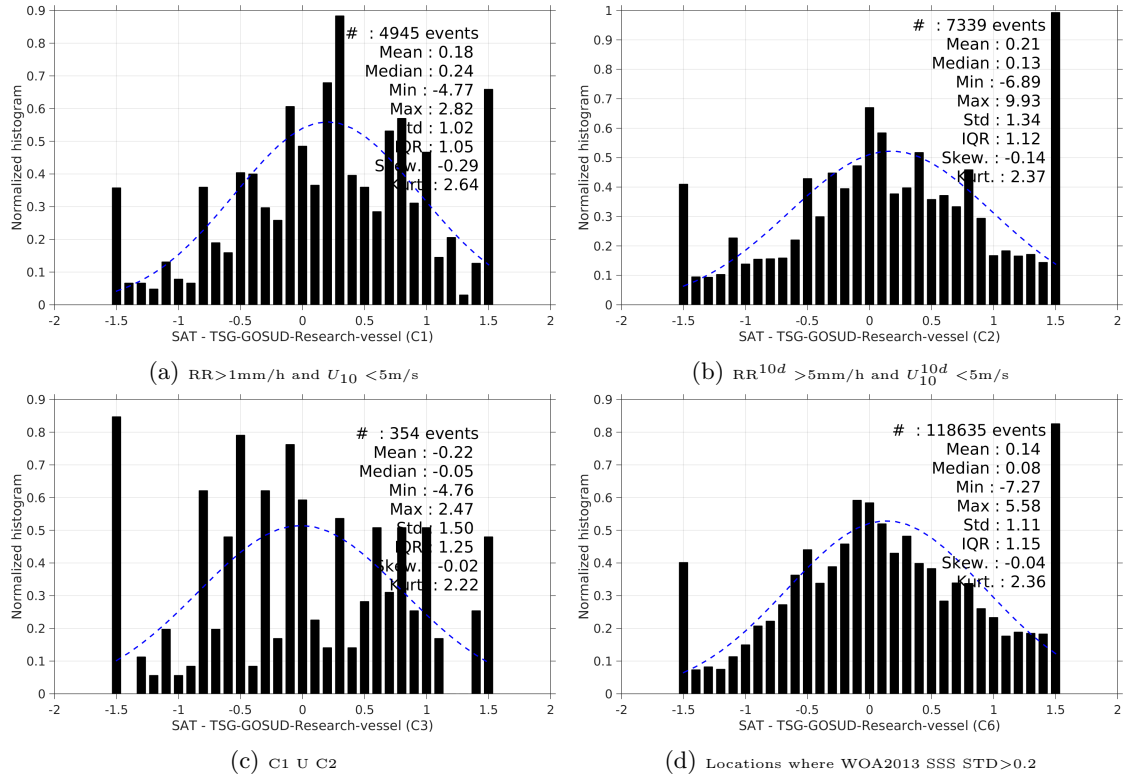 0.9
0.8
0.7
0.6
0.5
0.4
0.3
0.2
0.1
0
Normalized histogram
# : 4945 events
Mean : 0.18
Median : 0.24
Min : -4.77
Max : 2.82
Std : 1.02
IQR : 1.05
Skew. : -0.29
Kurt. : 2.64
-2 -1.5 -1 -0.5 0 0.5 1 1.5 2
SAT - TSG-GOSUD-Research-vessel (C1)
(a) RR>1mm/h and U10 <5m/s
1
0.9
0.8
0.7
0.6
0.5
0.4
0.3
0.2
0.1
0
Normalized histogram
# : 7339 events
Mean : 0.21
Median : 0.13
Min : -6.89
Max : 9.93
Std : 1.34
IQR : 1.12
Skew. : -0.14
Kurt. : 2.37
-2 -1.5 -1 -0.5 0 0.5 1 1.5 2
SAT - TSG-GOSUD-Research-vessel (C2)
(b) RR^10d >5mm/h and U10^10d <5m/s
0.9
0.8
0.7
0.6
0.5
0.4
0.3
0.2
0.1
0
Normalized histogram
# : 354 events
Mean : -0.22
Median : -0.05
Min : -4.76
Max : 2.47
Std : 1.50
IQR : 1.25
Skew. : -0.02
Kurt. : 2.22
-2 -1.5 -1 -0.5 0 0.5 1 1.5 2
SAT - TSG-GOSUD-Research-vessel (C3)
(c) C1 U C2
0.9
0.8
0.7
0.6
0.5
0.4
0.3
0.2
0.1
0
Normalized histogram
# : 118635 events
Mean : 0.14
Median : 0.08
Min : -7.27
Max : 5.58
Std : 1.11
IQR : 1.15
Skew. : -0.04
Kurt. : 2.36
-2 -1.5 -1 -0.5 0 0.5 1 1.5 2
SAT - TSG-GOSUD-Research-vessel (C6)
(d) Locations where WOA2013 SSS STD>0.2